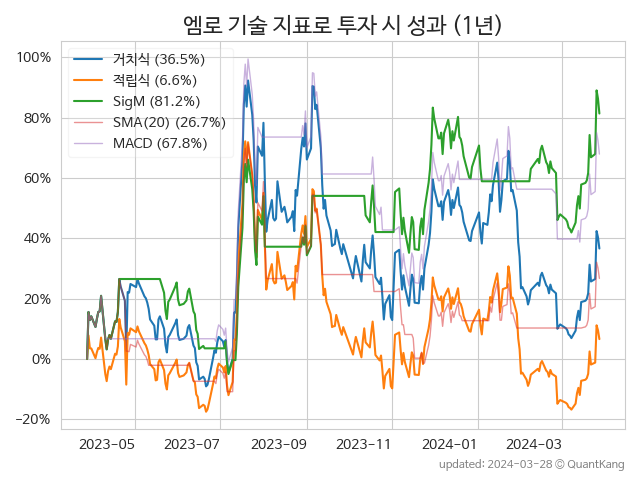 엠로 기술 지표로 투자 시 성과 (1년)
100%
80%
60%
40%
20%
0%
−20%
거치식 (36.5%)
적립식 (6.6%)
SigM (81.2%)
SMA(20) (26.7%)
MACD (67.8%)
2023−05
2023−07
2023−09
2023−11
2024−01
2024−03
updated: 2024−03−28 © QuantKang